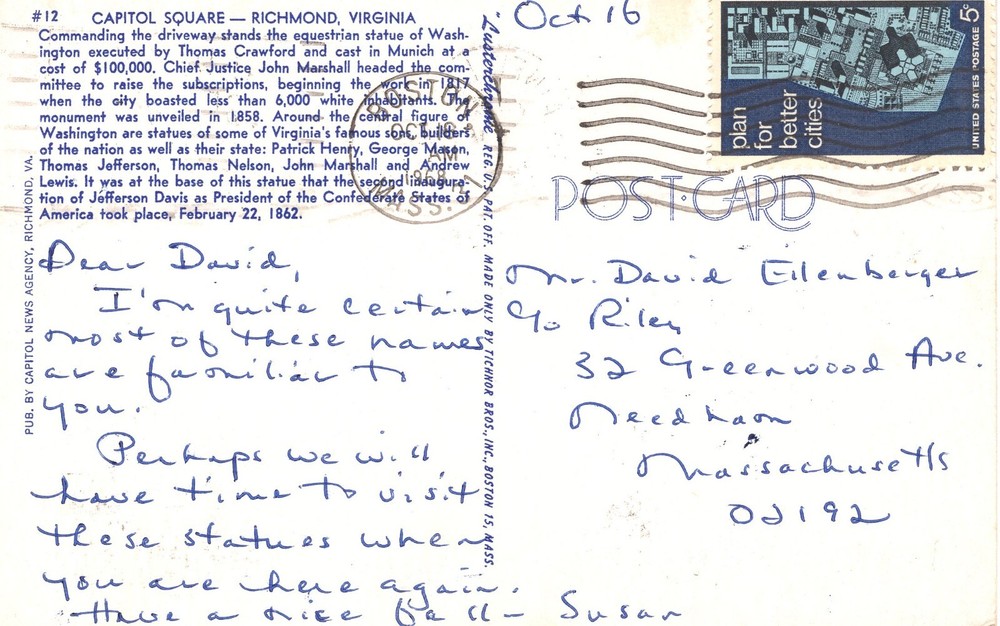 #12 CAPITOL SQUARE — RICHMOND, VIRGINIA
Commanding the driveway stands the equestrian statue of Wash-
ington executed by Thomas Crawford and cast in Munich at a
cost of $100,000. Chief Justice John Marshall headed the com-
mittee to raise the subscriptions, beginning the work in 1817
when the city boasted less than 6,000 white inhabitants. The
monument was unveiled in 1858. Around the central figure of
Washington are statues of some of Virginia's famous sons, builders
of the nation as well as their state: Patrick Henry, George Mason,
Thomas Jefferson, Thomas Nelson, John Marshall and Andrew
Lewis. It was at the base of this statue that the second inaugura-
tion of Jefferson Davis as President of the Confederate States of
America took place, February 22, 1862.
PUB. BY CAPITOL NEWS AGENCY, RICHMOND, VA.
Dear David,
I'm quite certain
most of these names
are familiar to
you.
Perhaps we will
have time to visit
these statues when
you are here again.
Have a nice fall - Susan
"Lusterchrome REG. U.S. PAT. OFF. MADE ONLY BY TICHNOR BROS., INC., BOSTON 15, MASS.
Oct 16
BOSTON
OCT 16
AM
1968
MASS.
plan
for
better
cities
UNITED STATES POSTAGE 5c
POST CARD
Mr. David Eilenberger
c/o Riley
32 Greenwood Ave.
Needham
Massachusetts
02192